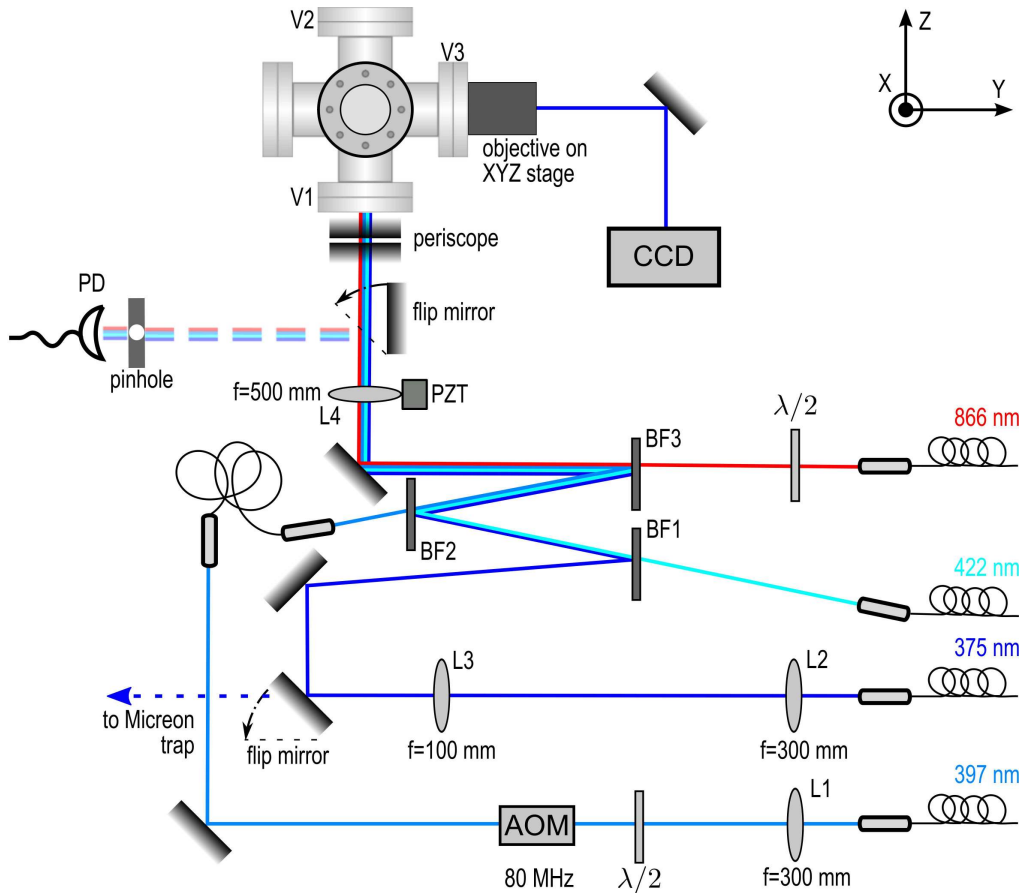 V2
Z
V3
X
Y
objective on
XYZ stage
V1
periscope
CCD
PD
flip mirror
pinhole
f=500 mm
PZT
L4
λ/2
866 nm
BF3
BF2
BF1
422 nm
375 nm
L3
L2
to Micreon
trap
flip mirror
f=100 mm
f=300 mm
397 nm
L1
AOM
80 MHz
λ/2
f=300 mm